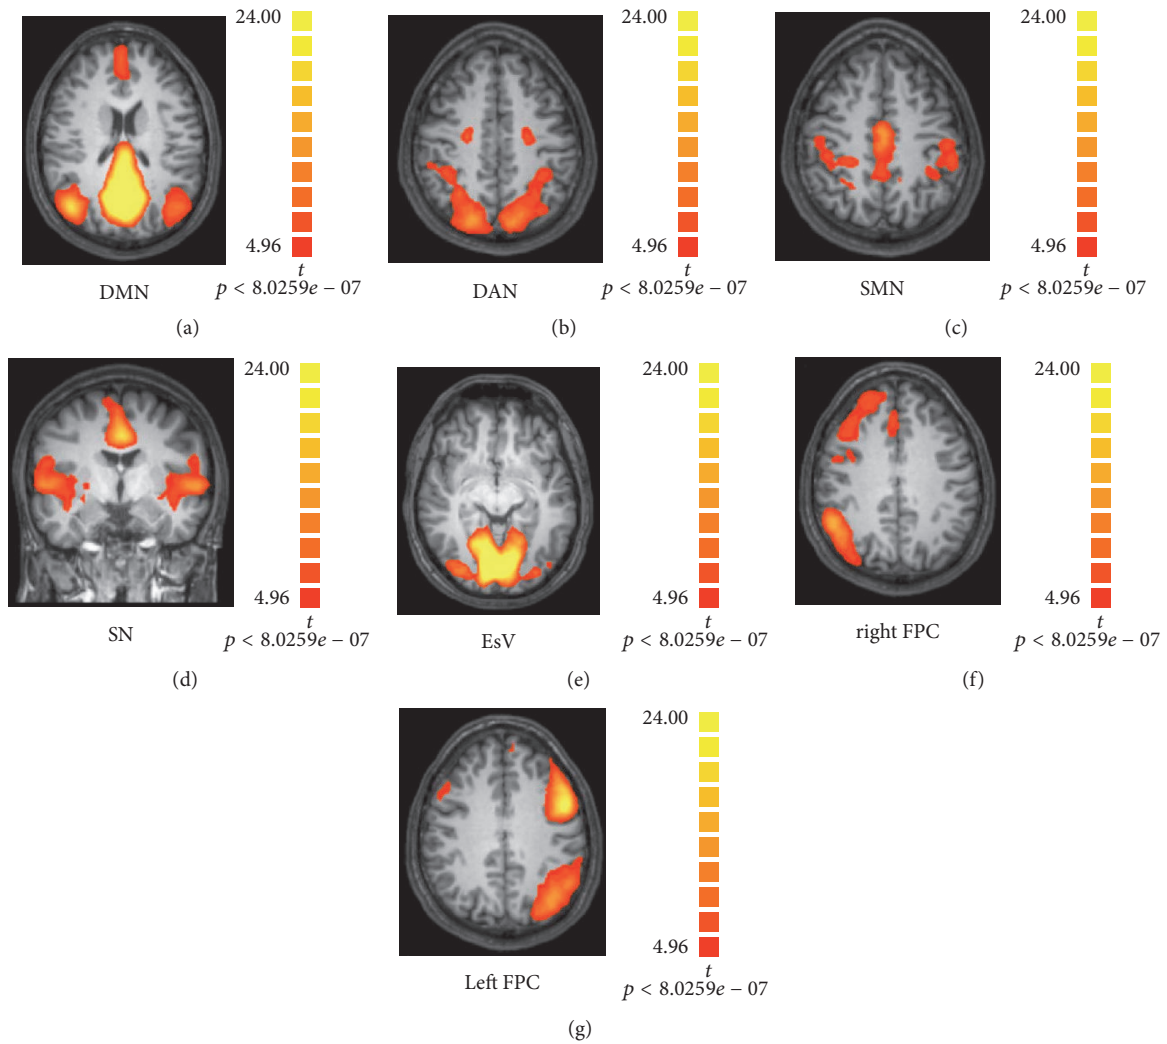 24.00
4.96
t
p < 8.0259e − 07
DMN
(a)
24.00
4.96
t
p < 8.0259e − 07
DAN
(b)
24.00
4.96
t
p < 8.0259e − 07
SMN
(c)
24.00
4.96
t
p < 8.0259e − 07
SN
(d)
24.00
4.96
t
p < 8.0259e − 07
EsV
(e)
24.00
4.96
t
p < 8.0259e − 07
right FPC
(f)
24.00
4.96
t
p < 8.0259e − 07
Left FPC
(g)